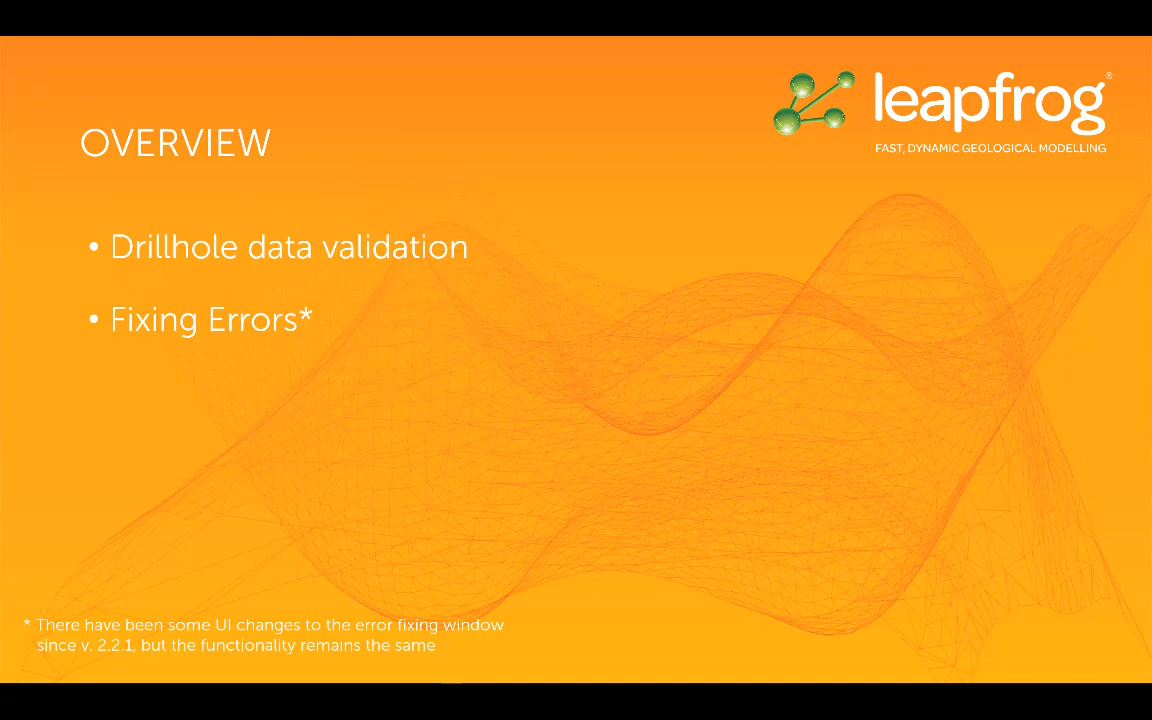 leapfrog®
FAST, DYNAMIC GEOLOGICAL MODELLING
OVERVIEW
• Drillhole data validation
• Fixing Errors*
* There have been some UI changes to the error fixing window
since v. 2.2.1, but the functionality remains the same